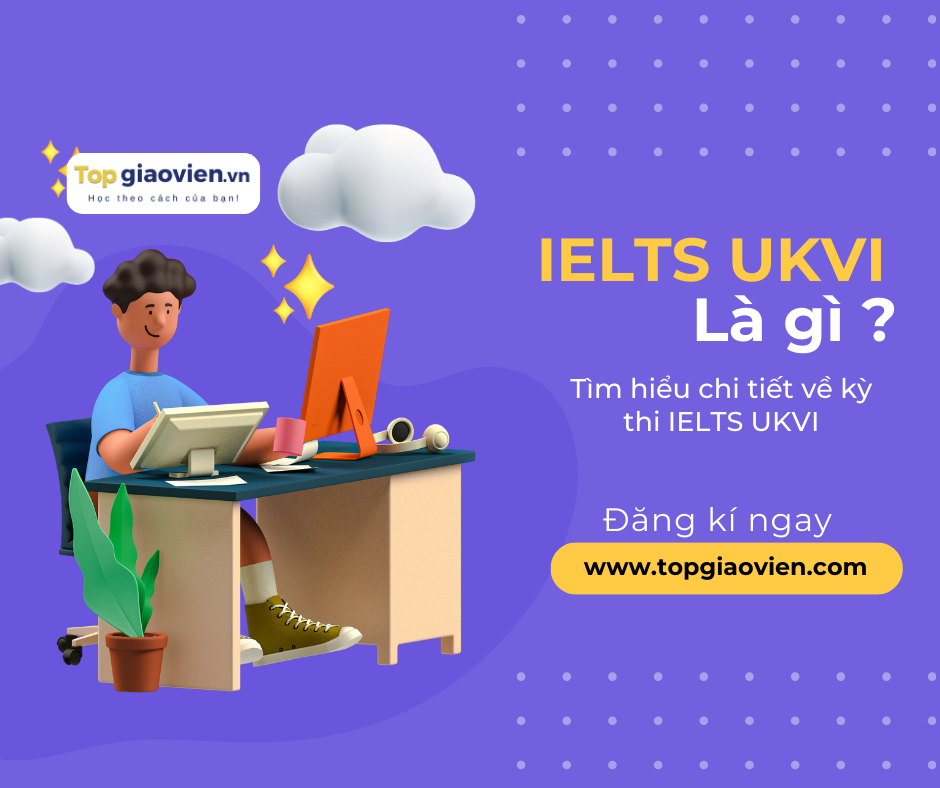 Topgiaovien.vn
Học theo cách của bạn!
IELTS UKVI
Là gì ?
Tìm hiểu chi tiết về kỳ
thi IELTS UKVI
Đăng kí ngay
www.topgiaovien.com